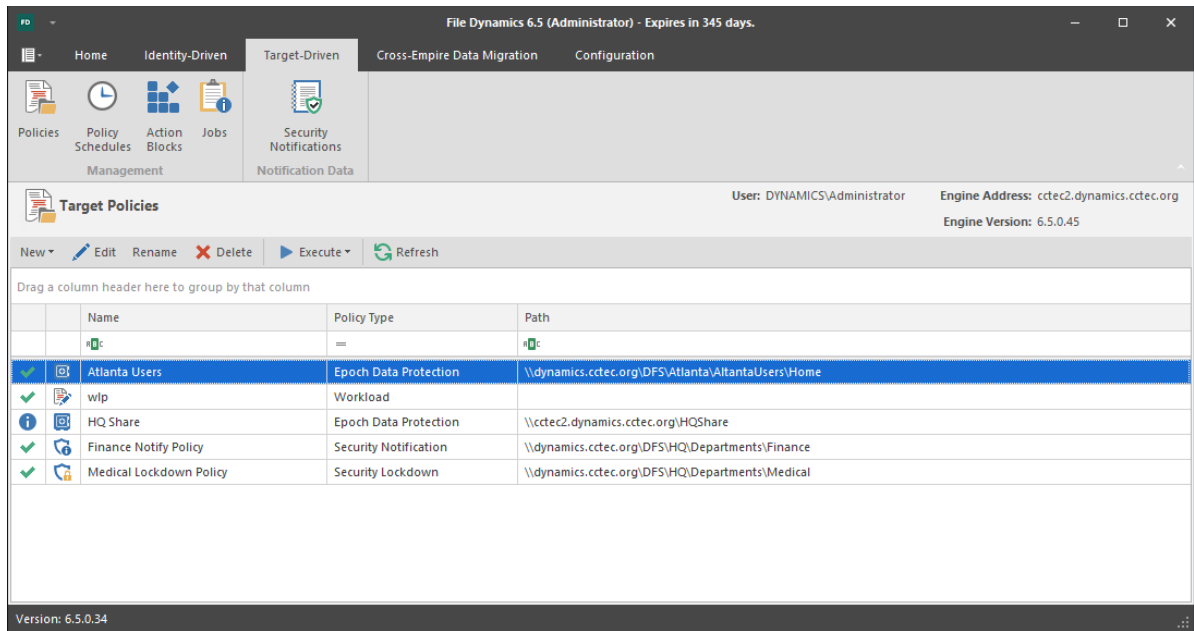 FD
File Dynamics 6.5 (Administrator) - Expires in 345 days.
Home Identity-Driven Target-Driven Cross-Empire Data Migration Configuration
Policies
Policy Schedules
Action Blocks
Jobs
Security Notifications
Management
Notification Data
Target Policies
User: DYNAMICS\Administrator
Engine Address: cctec2.dynamics.cctec.org
Engine Version: 6.5.0.45
New Edit Rename Delete Execute Refresh
Drag a column header here to group by that column
Name Policy Type Path
ABC = ABC
Atlanta Users Epoch Data Protection \\dynamics.cctec.org\DFS\Atlanta\AltantaUsers\Home
wlp Workload
HQ Share Epoch Data Protection \\cctec2.dynamics.cctec.org\HQShare
Finance Notify Policy Security Notification \\dynamics.cctec.org\DFS\HQ\Departments\Finance
Medical Lockdown Policy Security Lockdown \\dynamics.cctec.org\DFS\HQ\Departments\Medical
Version: 6.5.0.34